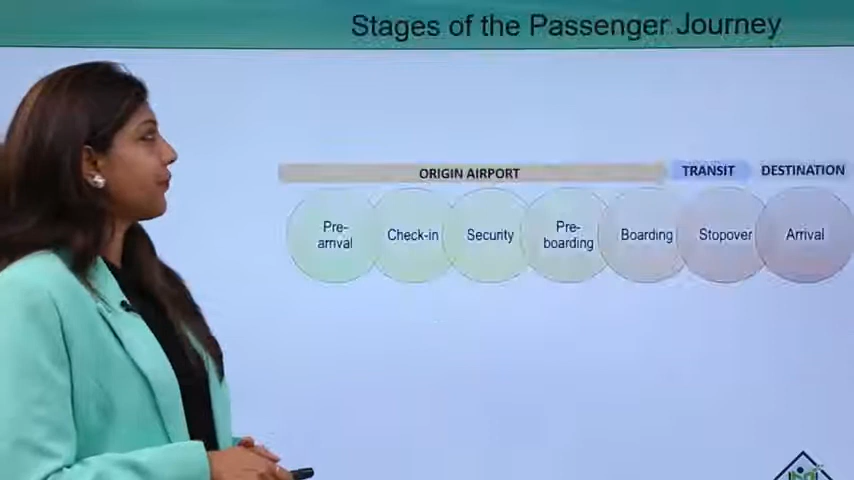 Stages of the Passenger Journey
ORIGIN AIRPORT
TRANSIT
DESTINATION
Pre-
arrival
Check-in
Security
Pre-
boarding
Boarding
Stopover
Arrival